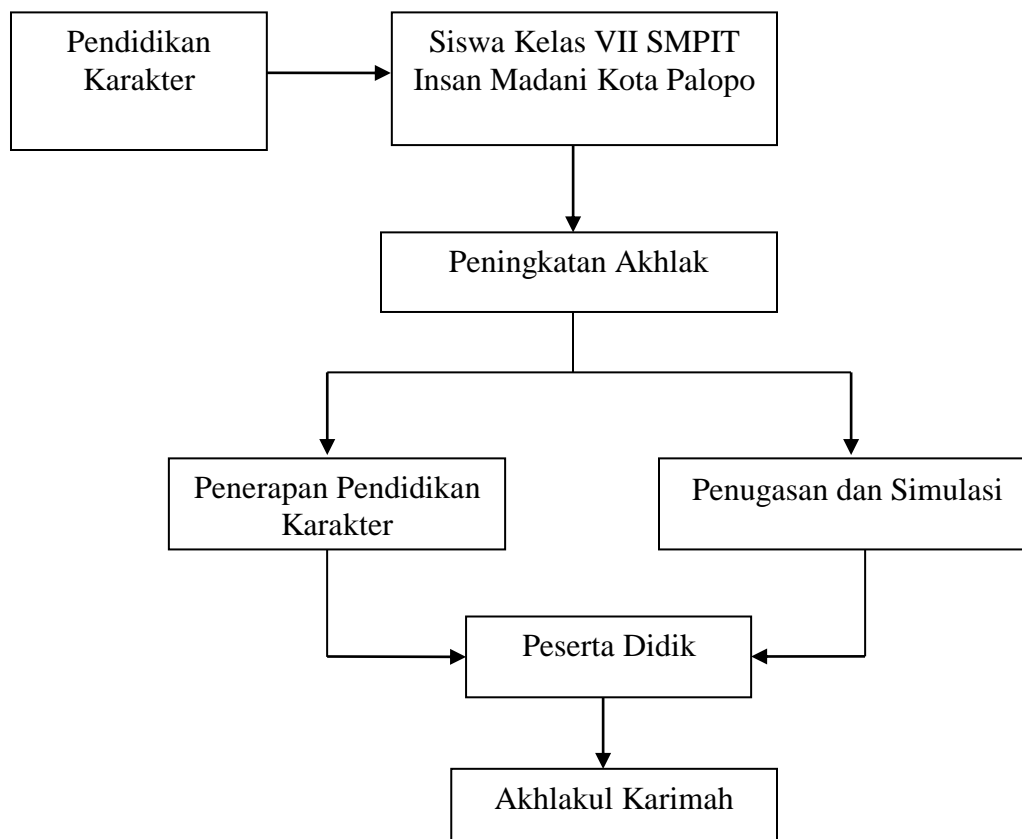 Pendidikan
Karakter
Siswa Kelas VII SMPIT
Insan Madani Kota Palopo
Peningkatan Akhlak
Penerapan Pendidikan
Karakter
Penugasan dan Simulasi
Peserta Didik
Akhlakul Karimah